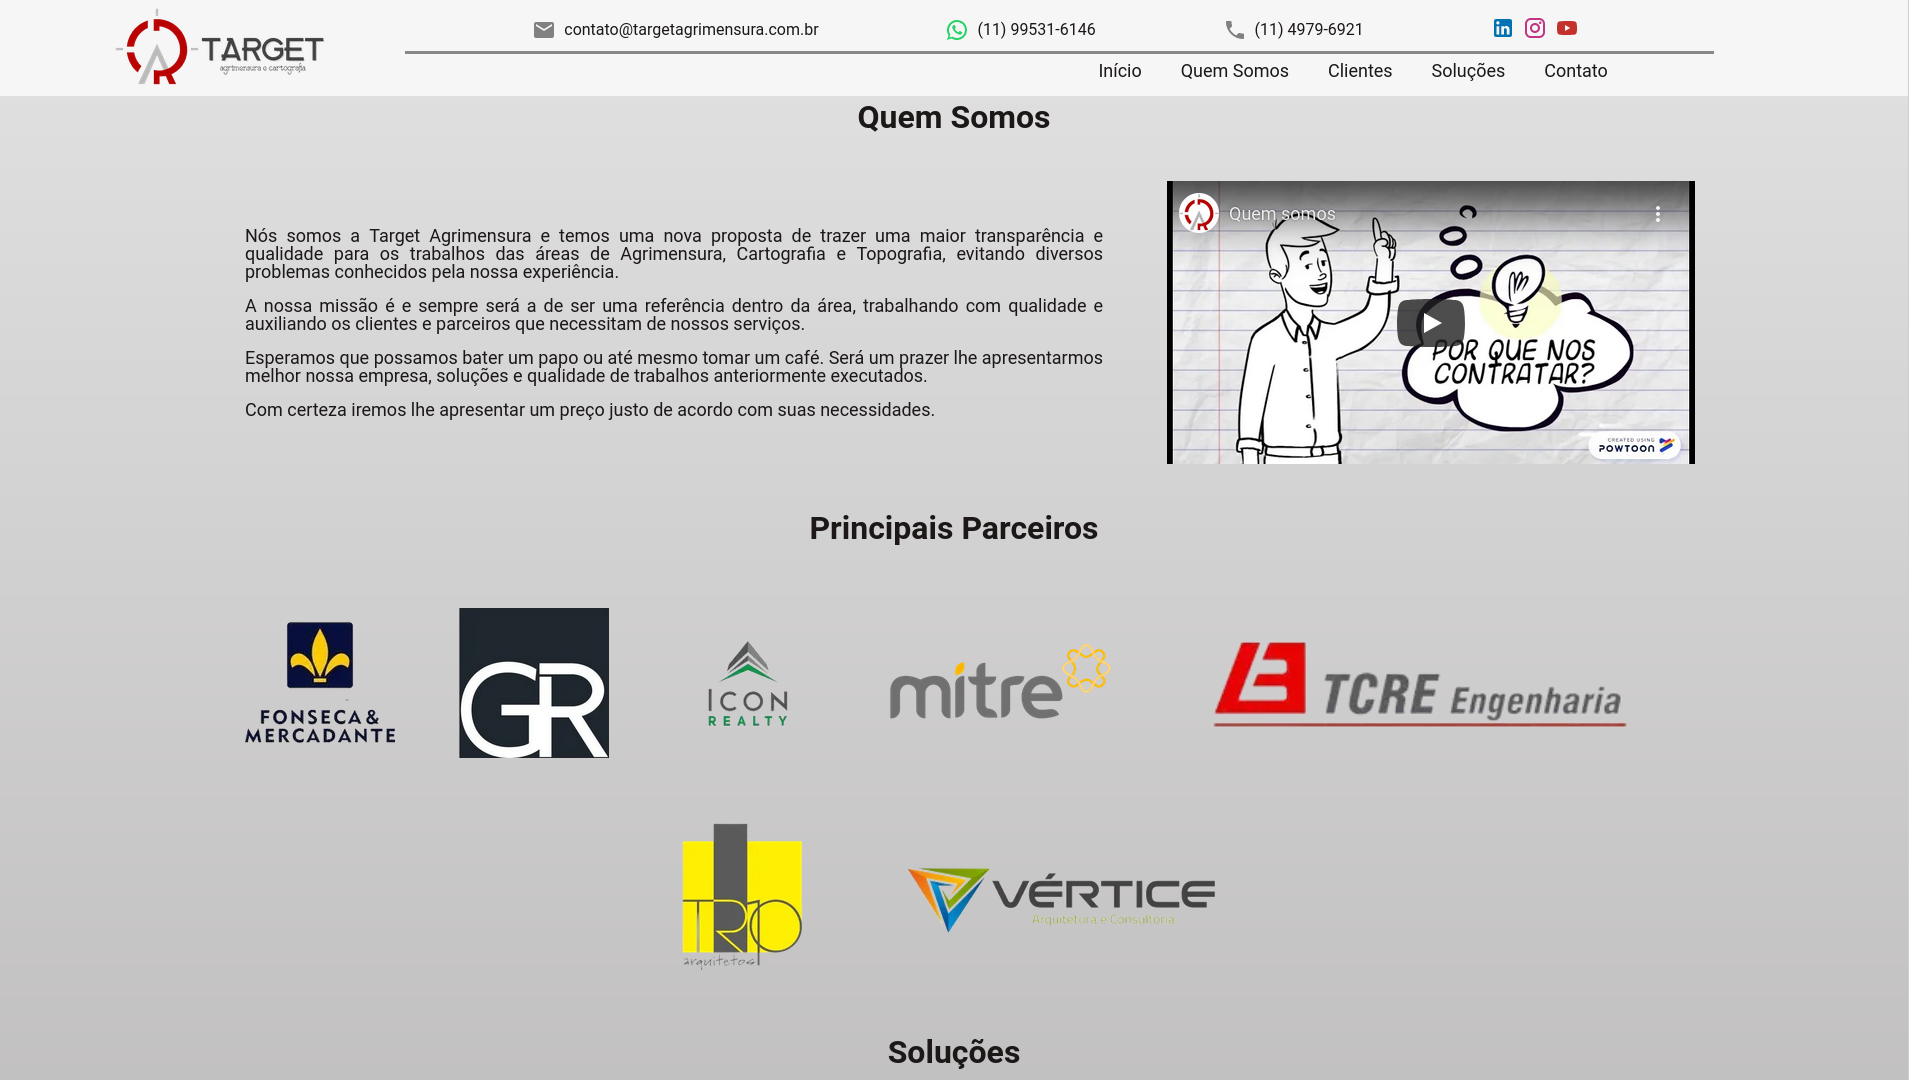 TARGET
agrimensura e cartografia
contato@targetagrimensura.com.br
(11) 99531-6146
(11) 4979-6921
Início
Quem Somos
Clientes
Soluções
Contato
Quem Somos
Nós somos a Target Agrimensura e temos uma nova proposta de trazer uma maior transparência e
qualidade para os trabalhos das áreas de Agrimensura, Cartografia e Topografia, evitando diversos
problemas conhecidos pela nossa experiência.
A nossa missão é e sempre será a de ser uma referência dentro da área, trabalhando com qualidade e
auxiliando os clientes e parceiros que necessitam de nossos serviços.
Esperamos que possamos bater um papo ou até mesmo tomar um café. Será um prazer lhe apresentarmos
melhor nossa empresa, soluções e qualidade de trabalhos anteriormente executados.
Com certeza iremos lhe apresentar um preço justo de acordo com suas necessidades.
Quem somos
POR QUE NOS
CONTRATAR?
CREATED USING
POWTOON
Principais Parceiros
FONSECA &
MERCADANTE
GR
ICON
REALTY
mitre
TCRE Engenharia
TRP
arquitetos
VÉRTICE
Arquitetura e Consultoria
Soluções